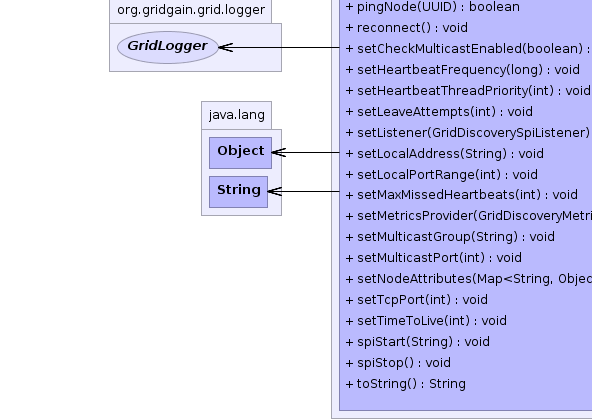 org.gridgain.grid.logger
GridLogger
java.lang
Object
String
+ pingNode(UUID) : boolean
+ reconnect() : void
+ setCheckMulticastEnabled(boolean) :
+ setHeartbeatFrequency(long) : void
+ setHeartbeatThreadPriority(int) : void
+ setLeaveAttempts(int) : void
+ setListener(GridDiscoverySpiListener)
+ setLocalAddress(String) : void
+ setLocalPortRange(int) : void
+ setMaxMissedHeartbeats(int) : void
+ setMetricsProvider(GridDiscoveryMetri
+ setMulticastGroup(String) : void
+ setMulticastPort(int) : void
+ setNodeAttributes(Map<String, Objec
+ setTcpPort(int) : void
+ setTimeToLive(int) : void
+ spiStart(String) : void
+ spiStop() : void
+ toString() : String